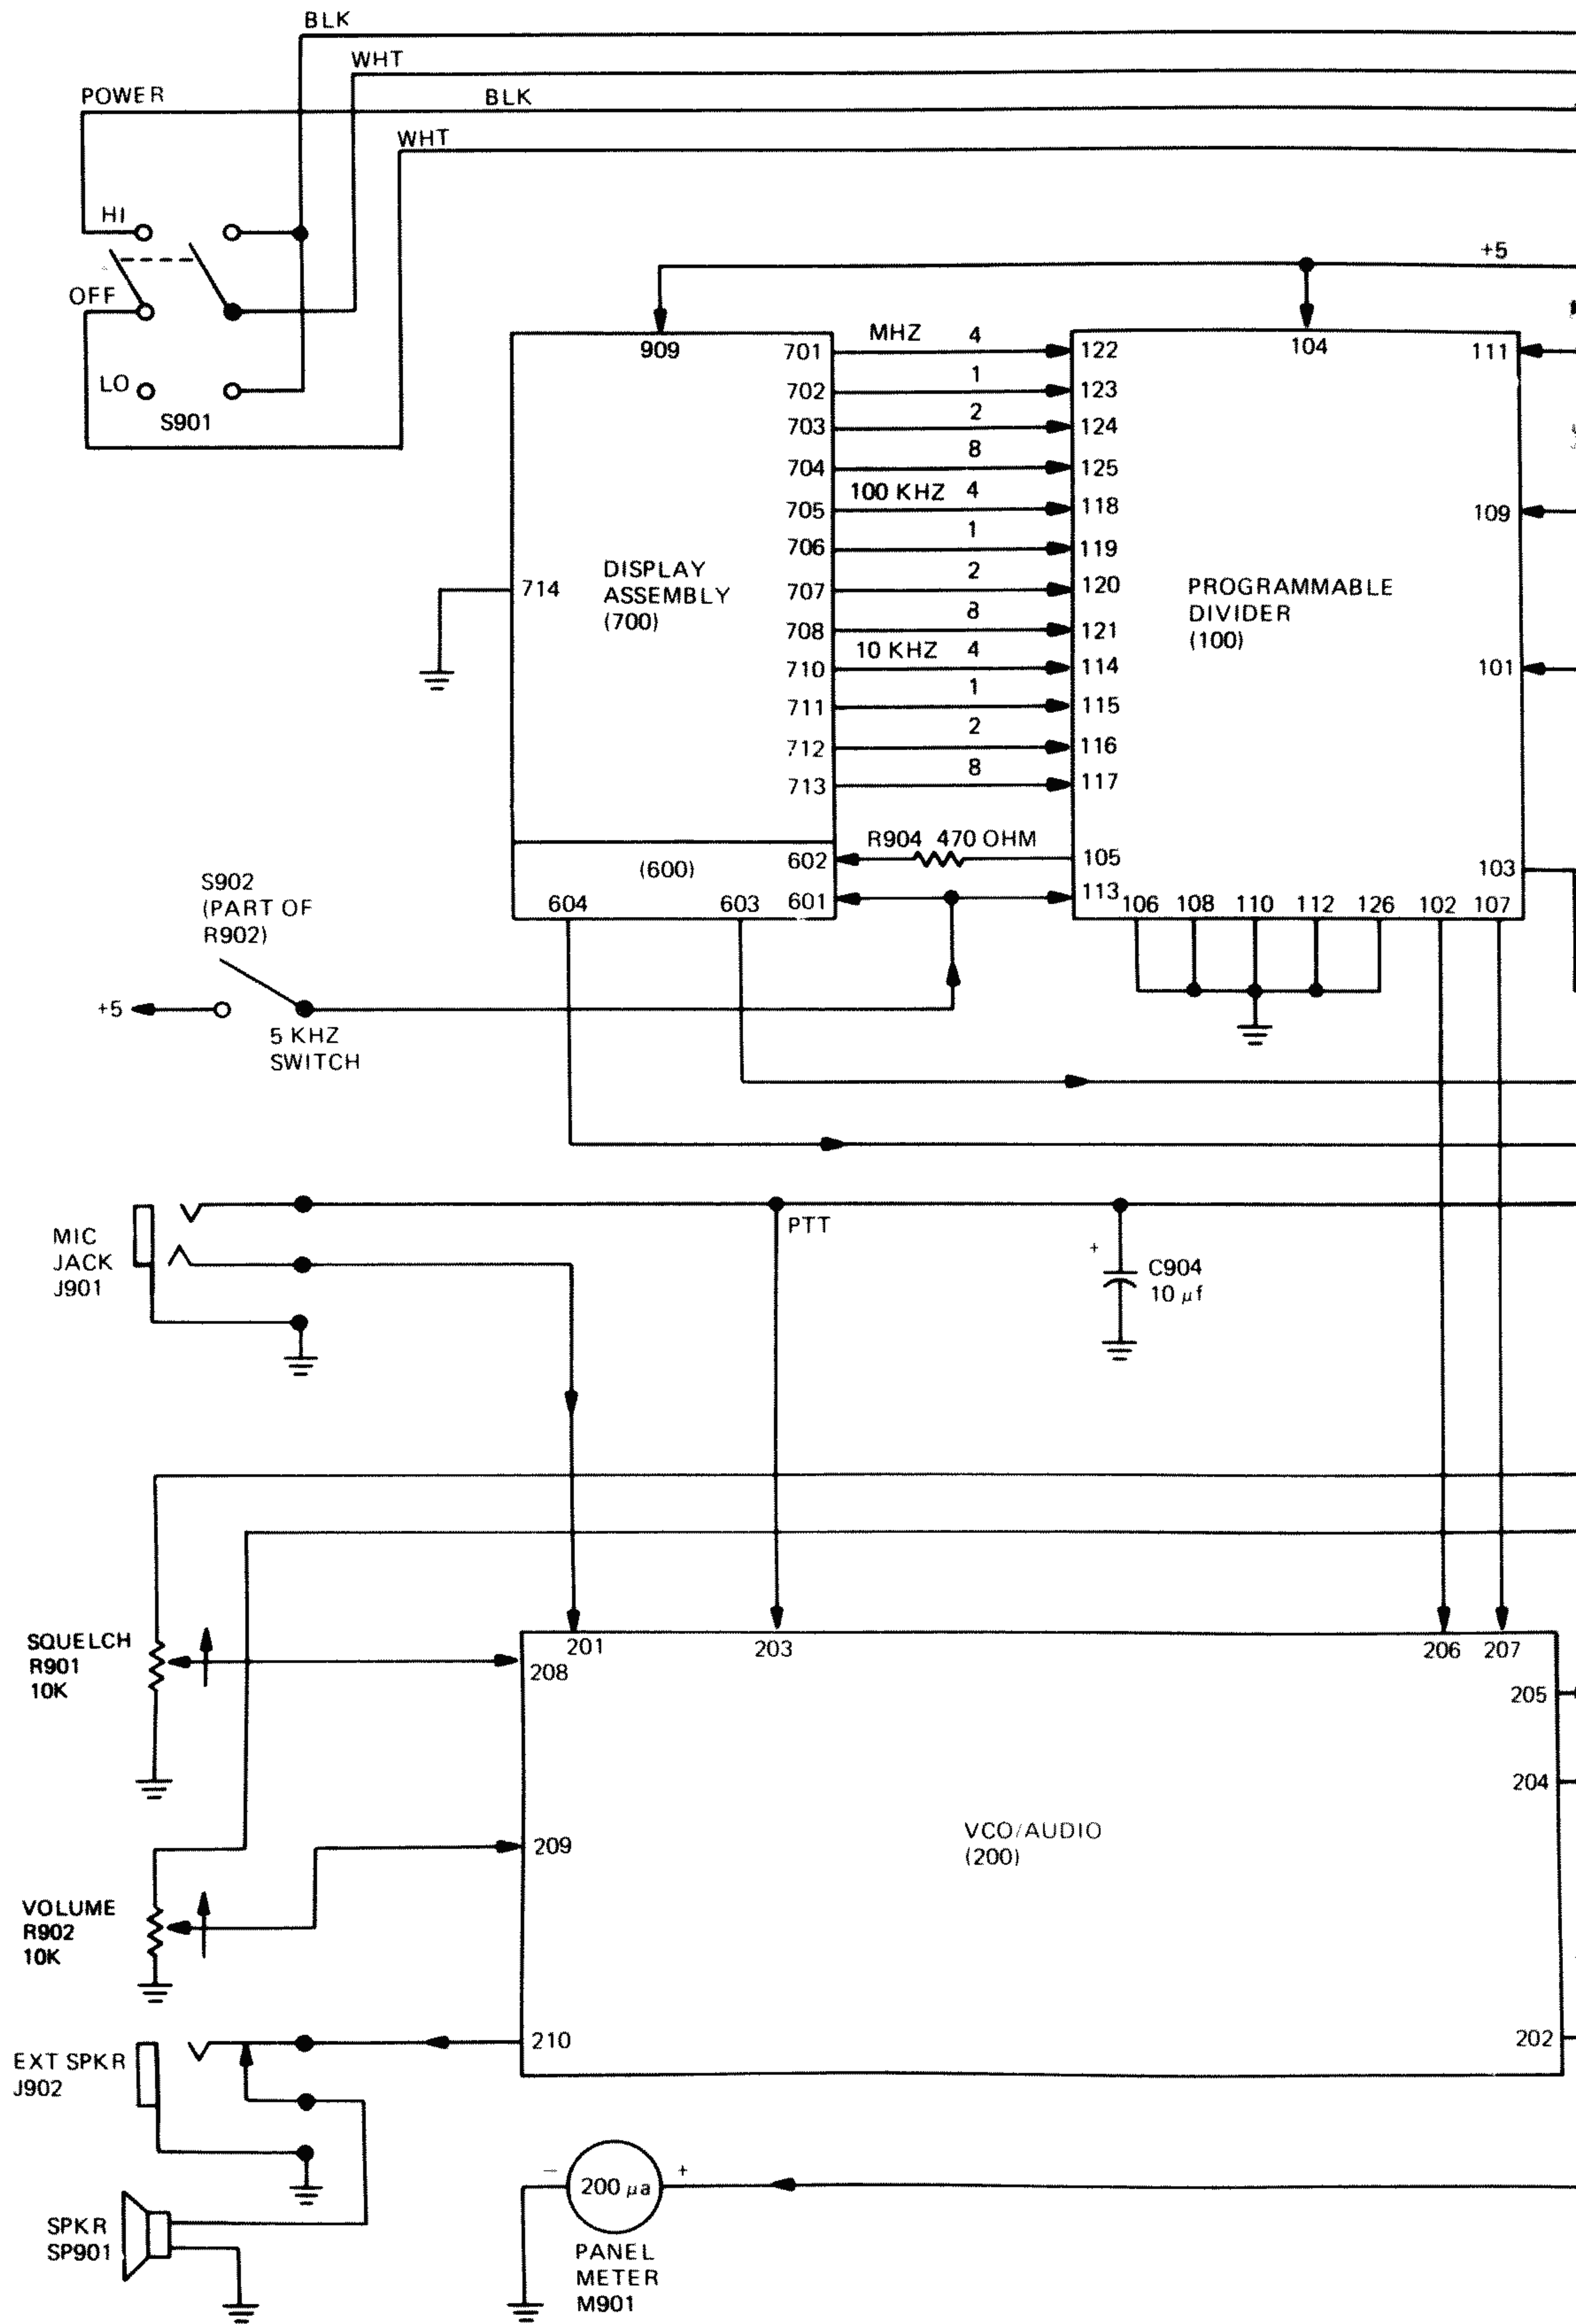 BLK
WHT
POWER
BLK
WHT
HI
OFF
LO
S901
+5
909
104
701
MHZ
4
122
111
702
1
123
703
2
124
704
8
125
705
100 KHZ
4
118
109
706
1
119
714
DISPLAY
ASSEMBLY
(700)
707
2
120
PROGRAMMABLE
DIVIDER
(100)
708
8
121
710
10 KHZ
4
114
101
711
1
115
712
2
116
713
8
117
R904 470 OHM
(600)
602
105
103
604
603
601
113
106
108
110
112
126
102
107
S902
(PART OF
R902)
+5
5 KHZ
SWITCH
MIC
JACK
J901
PTT
+
C904
10 µf
SQUELCH
R901
10K
201
203
206
207
208
205
204
209
VCO/AUDIO
(200)
VOLUME
R902
10K
210
202
EXT SPKR
J902
SPKR
SP901
−
200 µa
+
PANEL
METER
M901